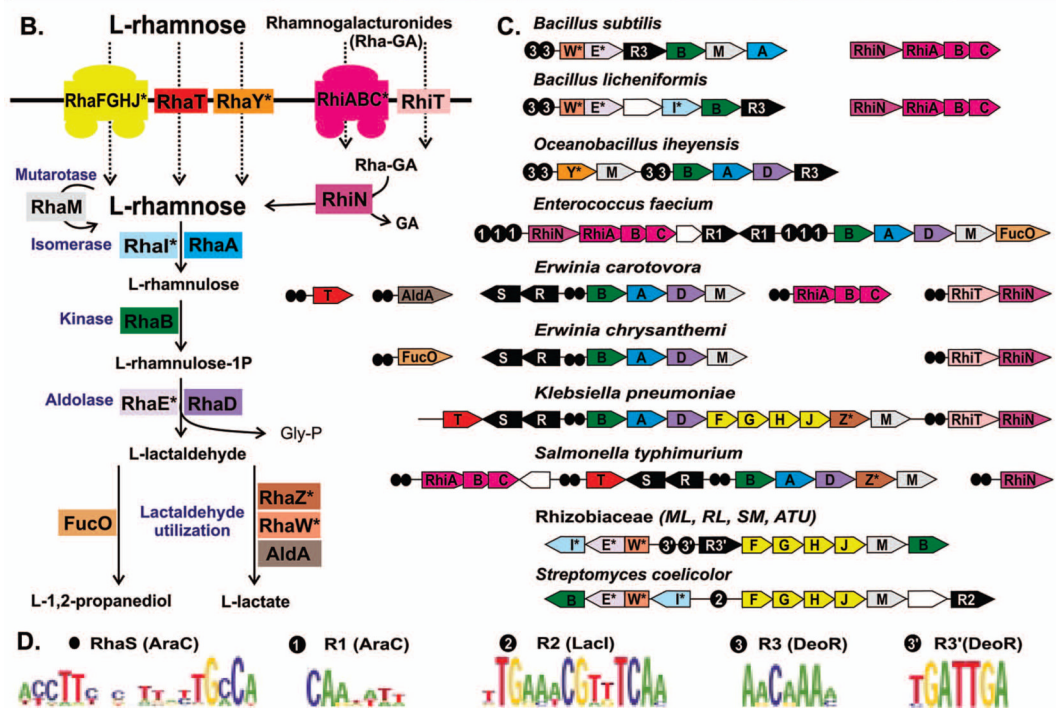 B.
L-rhamnose
Rhamnogalacturonides
(Rha-GA)
RhaFGHJ*
RhaT
RhaY*
RhiABC*
RhiT
Rha-GA
Mutarotase
RhaM
L-rhamnose
RhiN
GA
Isomerase
RhaI*
RhaA
L-rhamnulose
Kinase
RhaB
L-rhamnulose-1P
Aldolase
RhaE*
RhaD
Gly-P
L-lactaldehyde
FucO
Lactaldehyde
utilization
RhaZ*
RhaW*
AldA
L-1,2-propanediol
L-lactate
C.
Bacillus subtilis
3 3 W* E* R3 B M A RhiN RhiA B C
Bacillus licheniformis
3 3 W* E* I* B R3 RhiN RhiA B C
Oceanobacillus iheyensis
3 3 Y* M 3 3 B A D R3
Enterococcus faecium
1 1 1 RhiN RhiA B C R1 R1 1 1 1 B A D M FucO
Erwinia carotovora
T AldA S R B A D M RhiA B C RhiT RhiN
Erwinia chrysanthemi
FucO S R B A D M RhiT RhiN
Klebsiella pneumoniae
T S R B A D F G H J Z* M RhiT RhiN
Salmonella typhimurium
RhiA B C T S R B A D Z* M RhiN
Rhizobiaceae (ML, RL, SM, ATU)
I* E* W* 3' 3' R3' F G H J M B
Streptomyces coelicolor
B E* W* I* 2 F G H J M R2
D.
RhaS (AraC)
1 R1 (AraC)
2 R2 (LacI)
3 R3 (DeoR)
3' R3'(DeoR)
TGAAACGTTTCAA
AACAAAA
TGATTGA